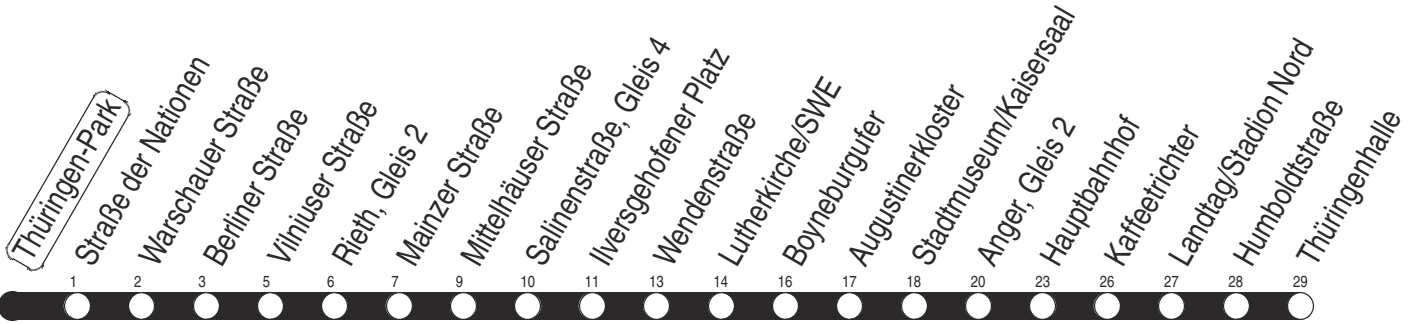 Thüringen-Park
Straße der Nationen
Warschauer Straße
Berliner Straße
Vilniuser Straße
Rieth, Gleis 2
Mainzer Straße
Mittelhäuser Straße
Salinenstraße, Gleis 4
Ilversgehofener Platz
Wendenstraße
Lutherkirche/SWE
Boyneburgufer
Augustinerkloster
Stadtmuseum/Kaisersaal
Anger, Gleis 2
Hauptbahnhof
Kaffeetrichter
Landtag/Stadion Nord
Humboldtstraße
Thüringenhalle
1 2 3 5 6 7 9 10 11 13 14 16 17 18 20 23 26 27 28 29